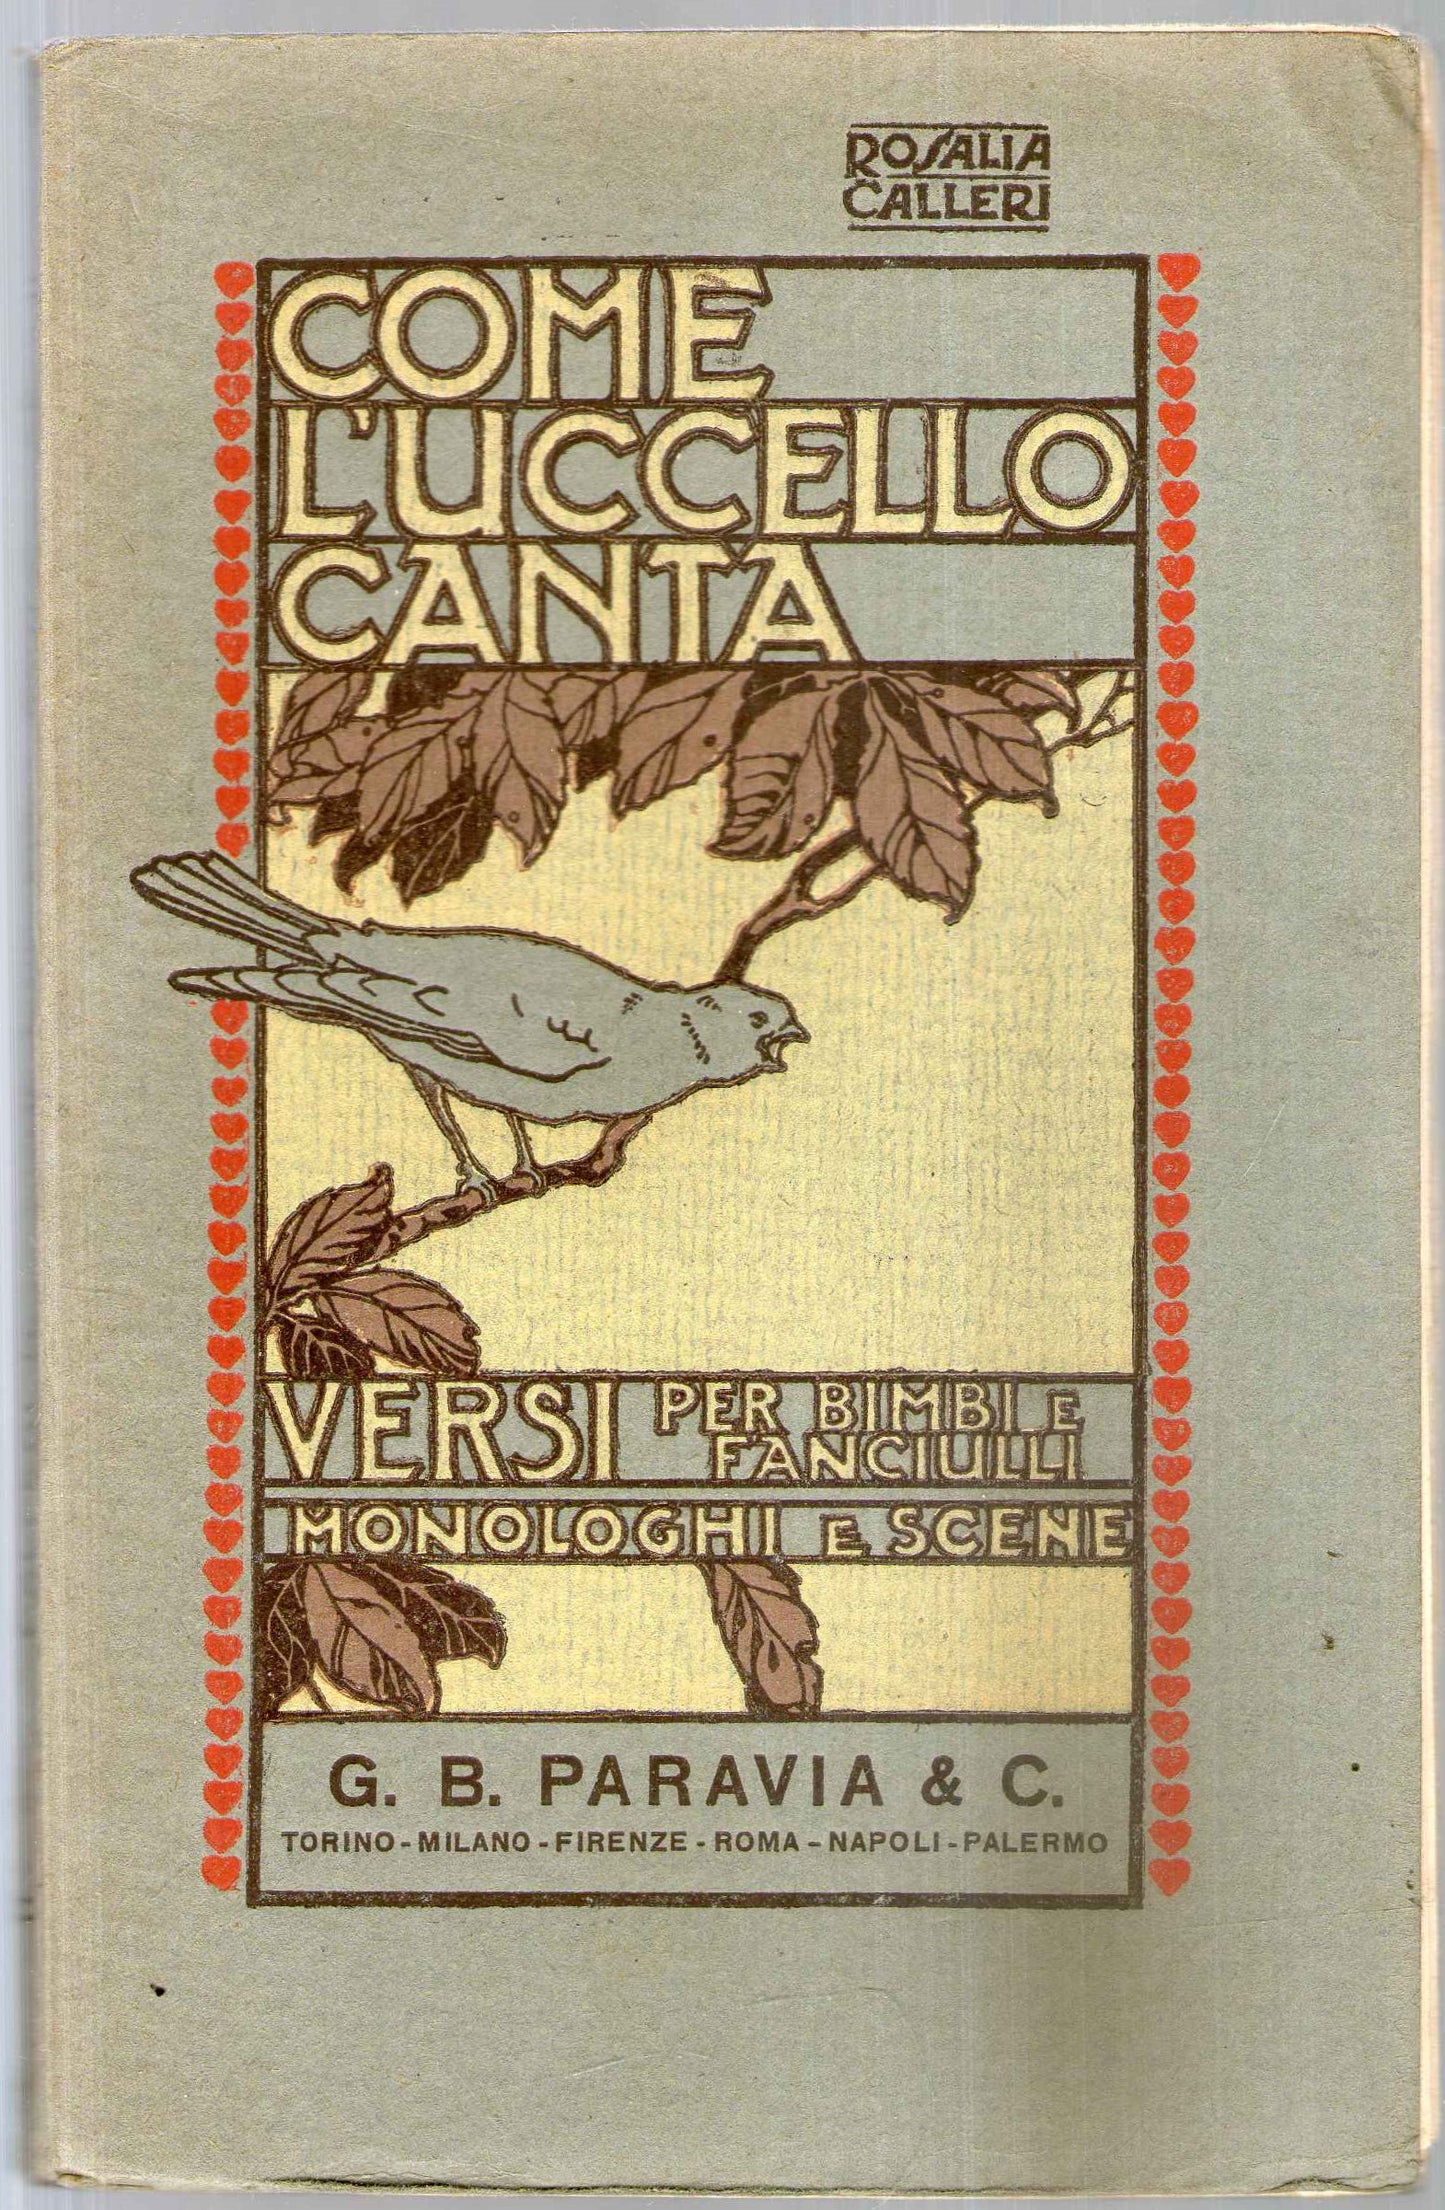 ROSALIA
CALLERI
COME
L'UCCELLO
CANTA
VERSI PER BIMBI E
FANCIULLI
MONOLOGHI E SCENE
G. B. PARAVIA & C.
TORINO - MILANO - FIRENZE - ROMA - NAPOLI - PALERMO